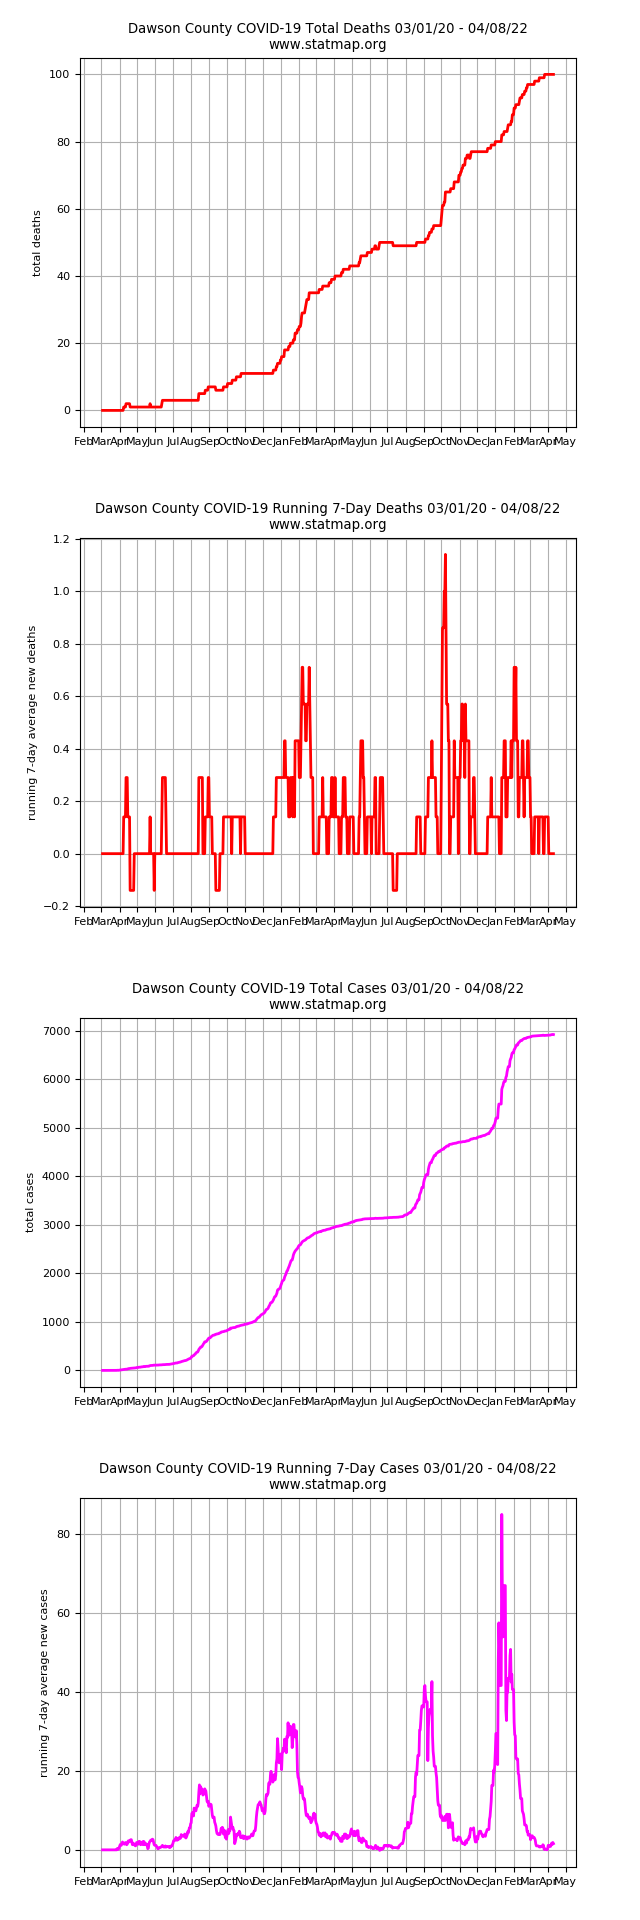 Dawson County COVID-19 Total Deaths 03/01/20 - 04/08/22
www.statmap.org
100
80
60
40
20
0
total deaths
Feb Mar Apr May Jun Jul Aug Sep Oct Nov Dec Jan Feb Mar Apr May Jun Jul Aug Sep Oct Nov Dec Jan Feb Mar Apr May
Dawson County COVID-19 Running 7-Day Deaths 03/01/20 - 04/08/22
www.statmap.org
1.2
1.0
0.8
0.6
0.4
0.2
0.0
−0.2
running 7-day average new deaths
Feb Mar Apr May Jun Jul Aug Sep Oct Nov Dec Jan Feb Mar Apr May Jun Jul Aug Sep Oct Nov Dec Jan Feb Mar Apr May
Dawson County COVID-19 Total Cases 03/01/20 - 04/08/22
www.statmap.org
7000
6000
5000
4000
3000
2000
1000
0
total cases
Feb Mar Apr May Jun Jul Aug Sep Oct Nov Dec Jan Feb Mar Apr May Jun Jul Aug Sep Oct Nov Dec Jan Feb Mar Apr May
Dawson County COVID-19 Running 7-Day Cases 03/01/20 - 04/08/22
www.statmap.org
80
60
40
20
0
running 7-day average new cases
Feb Mar Apr May Jun Jul Aug Sep Oct Nov Dec Jan Feb Mar Apr May Jun Jul Aug Sep Oct Nov Dec Jan Feb Mar Apr May